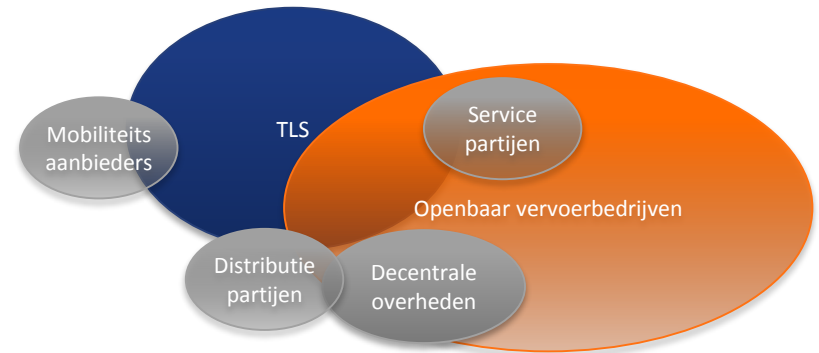 Mobiliteits
aanbieders
TLS
Service
partijen
Openbaar vervoerbedrijven
Distributie
partijen
Decentrale
overheden